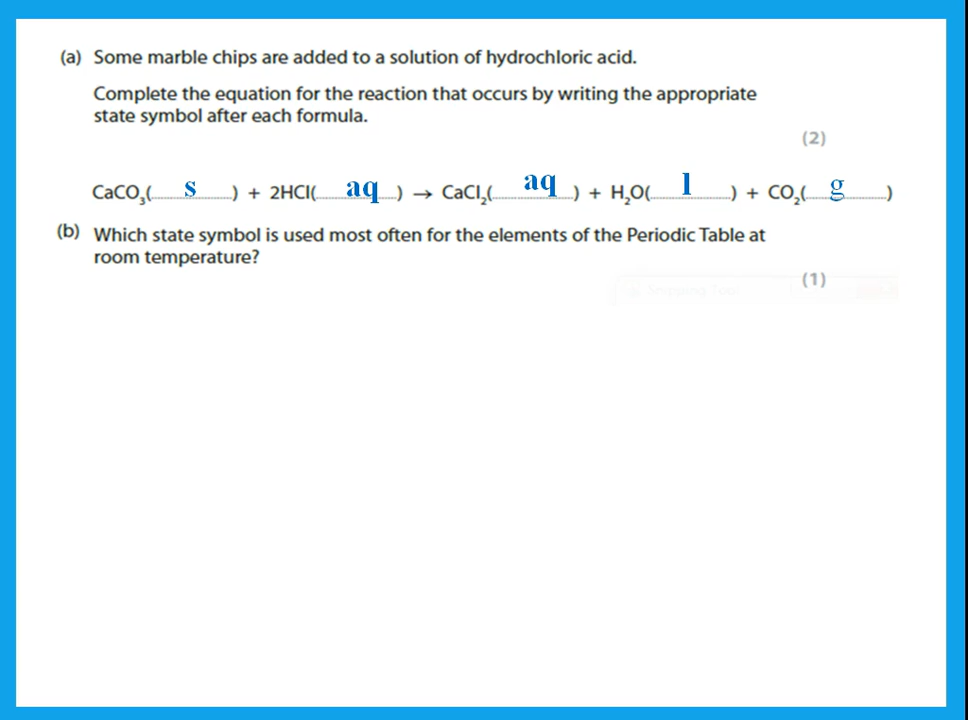 (a) Some marble chips are added to a solution of hydrochloric acid.
Complete the equation for the reaction that occurs by writing the appropriate
state symbol after each formula.
(2)
CaCO₃(........s........) + 2HCl(........aq....) → CaCl₂(........aq....) + H₂O(........l........) + CO₂(......g........)
(b) Which state symbol is used most often for the elements of the Periodic Table at
room temperature?
(1)